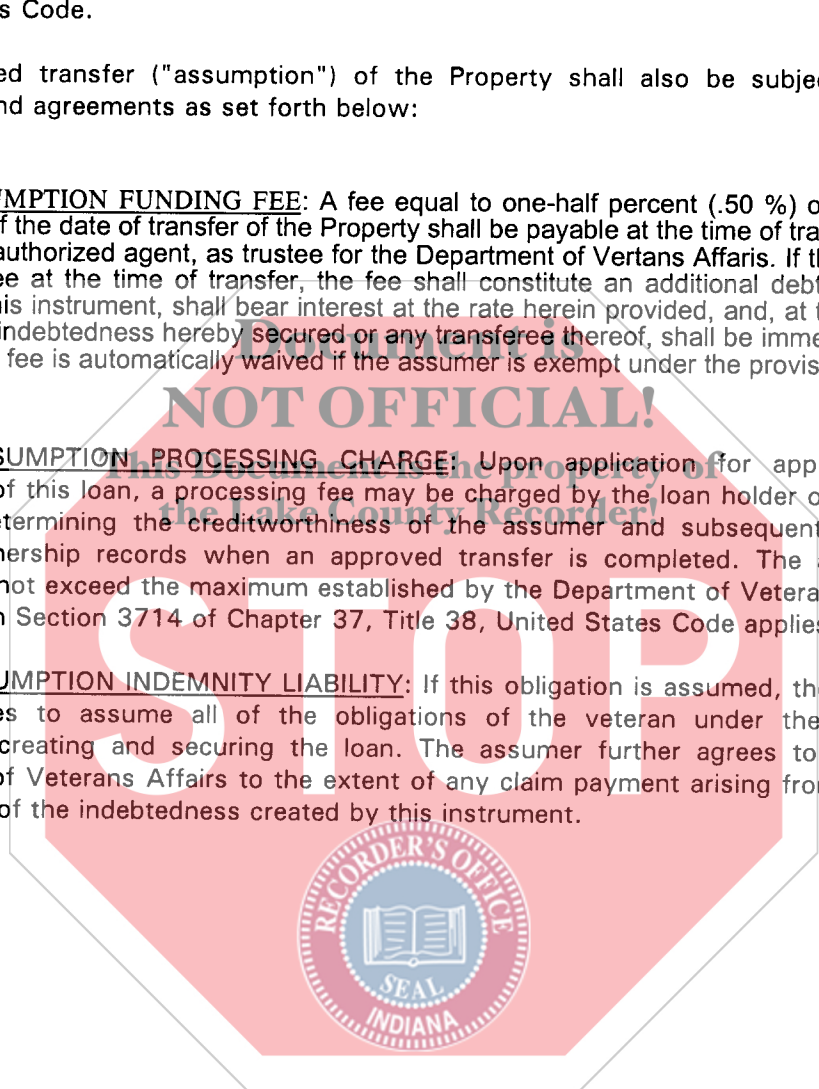 s Code.
ed transfer ("assumption") of the Property shall also be subje
nd agreements as set forth below:
UMPTION FUNDING FEE: A fee equal to one-half percent (.50 %) o
f the date of transfer of the Property shall be payable at the time of tra
authorized agent, as trustee for the Department of Vertans Affaris. If th
ee at the time of transfer, the fee shall constitute an additional debt
his instrument, shall bear interest at the rate herein provided, and, at t
indebtedness hereby secured or any transferee thereof, shall be imme
Document is
fee is automatically waived if the assumer is exempt under the provis
NOT OFFICIAL!
SUMPTION PROCESSING CHARGE: Upon application for app
This Document is the property of
of this loan, a processing fee may be charged by the loan holder o
the Lake County Recorder!
termining the creditworthiness of the assumer and subsequent
nership records when an approved transfer is completed. The
not exceed the maximum established by the Department of Vetera
n Section 3714 of Chapter 37, Title 38, United States Code applies
STOP
UMPTION INDEMNITY LIABILITY: If this obligation is assumed, th
es to assume all of the obligations of the veteran under the
creating and securing the loan. The assumer further agrees to
of Veterans Affairs to the extent of any claim payment arising fro
of the indebtedness created by this instrument.
RECORDER'S OFFICE
SEAL
INDIANA